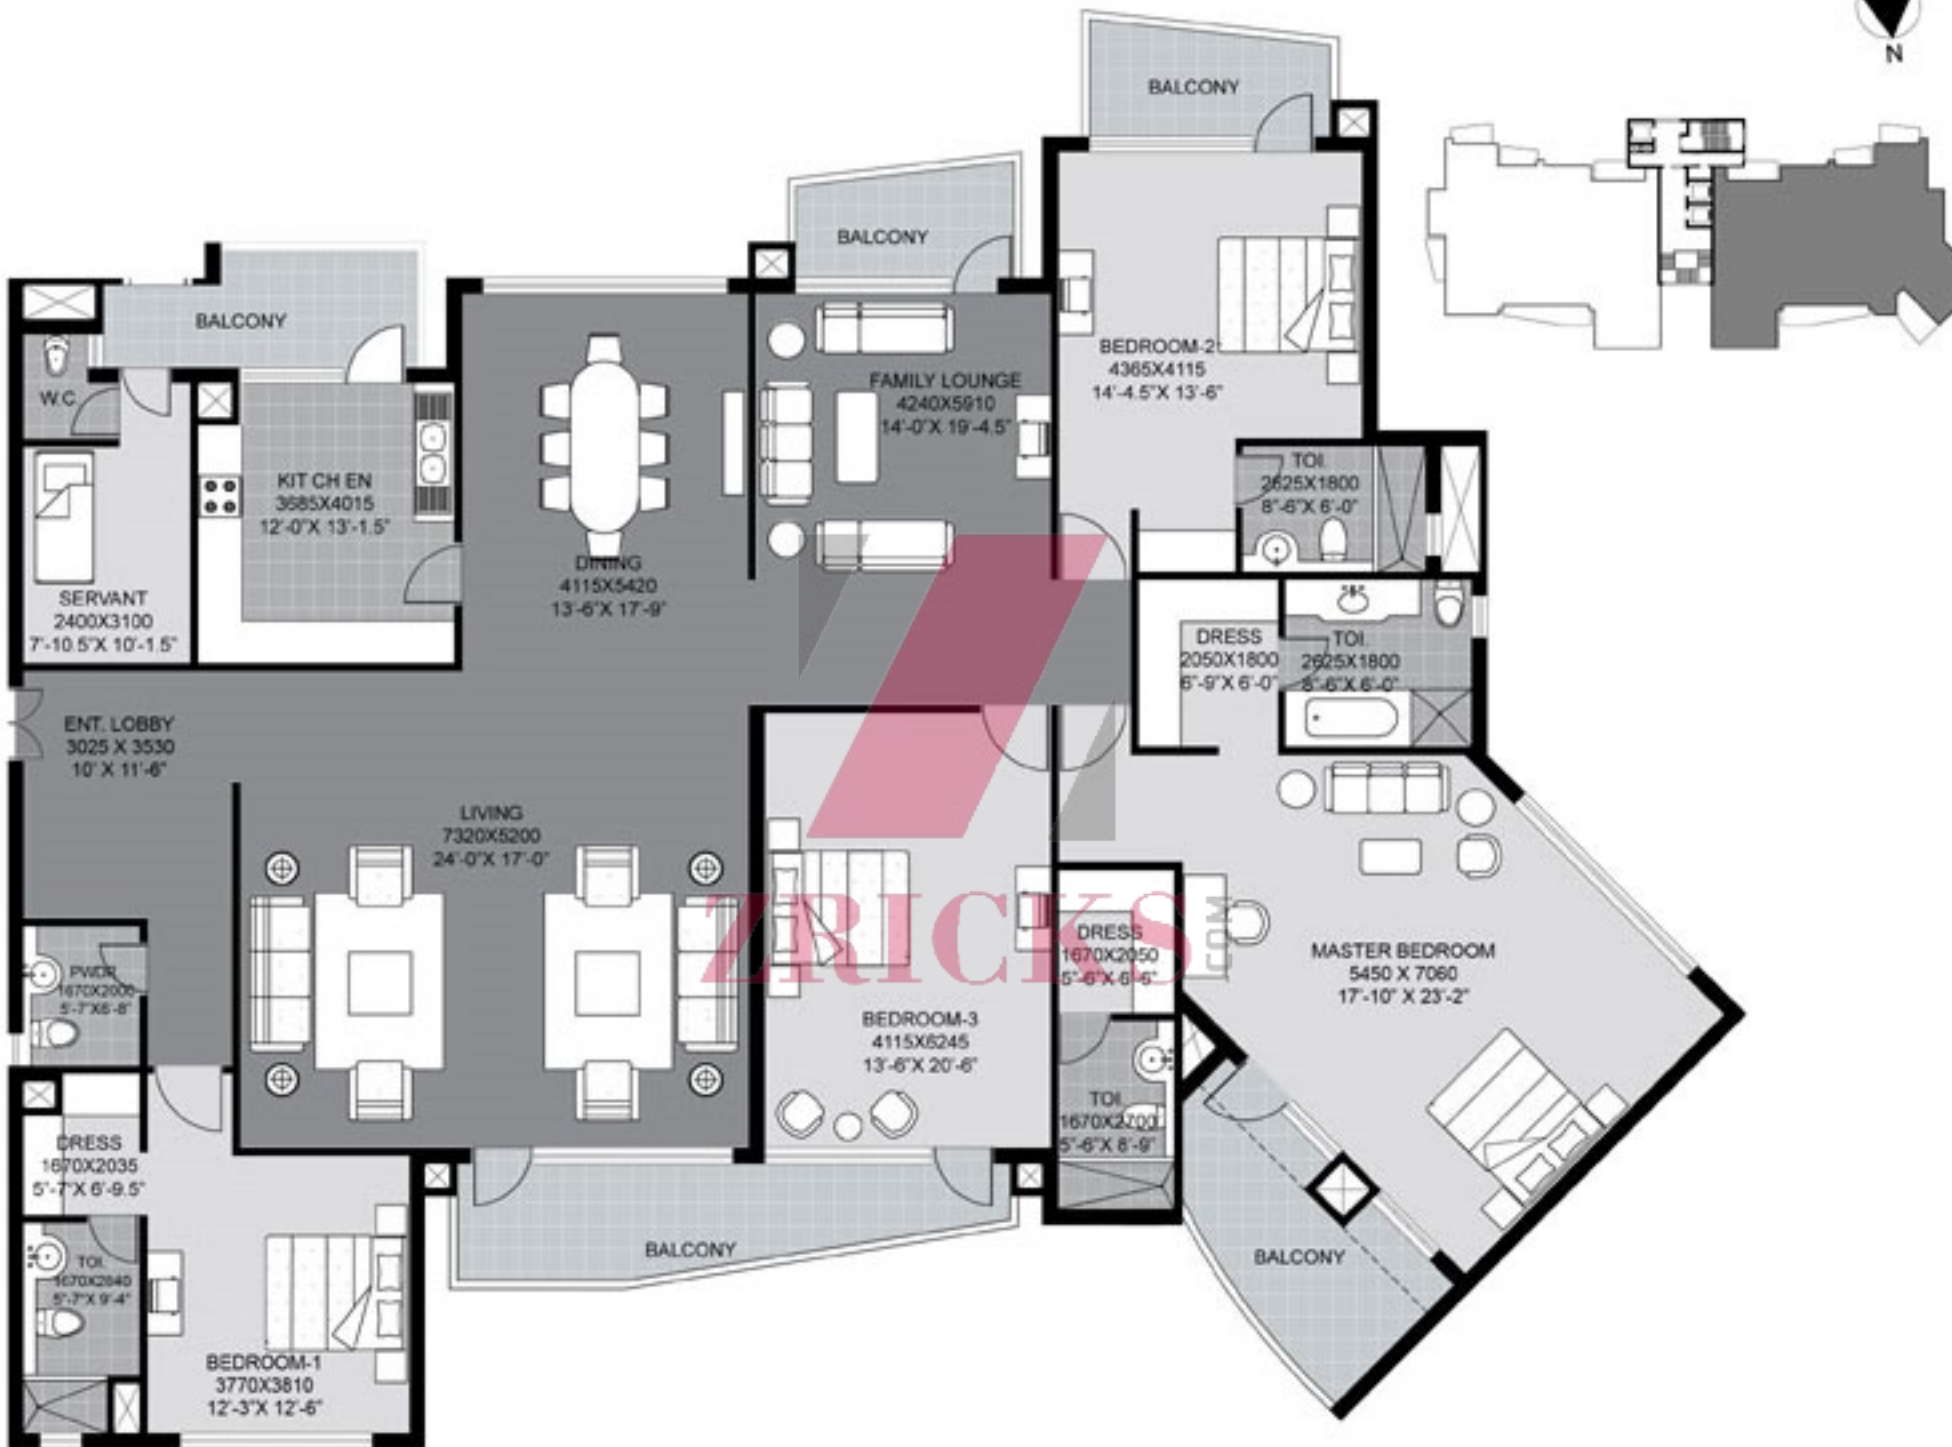 N
BALCONY
BALCONY
BALCONY
W.C
SERVANT
2400X3100
7'-10.5"X 10'-1.5"
KIT CH EN
3685X4015
12'-0"X 13'-1.5"
DINING
4115X5420
13'-6"X 17'-9"
FAMILY LOUNGE
4240X5910
14'-0"X 19'-4.5"
BEDROOM-2
4365X4115
14'-4.5"X 13'-6"
TOI.
2625X1800
8"-6"X 6'-0"
DRESS
2050X1800
6"-9"X 6'-0"
TOI.
2625X1800
8"-6"X 6'-0"
ENT. LOBBY
3025 X 3530
10' X 11'-6"
LIVING
7320X5200
24'-0"X 17'-0"
PWDR
1670X2000
5'-7"X6'-8"
BEDROOM-3
4115X6245
13'-6"X 20'-6"
DRESS
1670X2050
5"-6"X 6'-6"
TOI.
1670X2700
5"-6"X 8'-9"
MASTER BEDROOM
5450 X 7060
17'-10" X 23'-2"
ZRICKS
COM
DRESS
1670X2035
5"-7"X 6'-9.5"
TOI.
1670X2840
5"-7"X 9'-4"
BEDROOM-1
3770X3810
12'-3"X 12'-6"
BALCONY
BALCONY